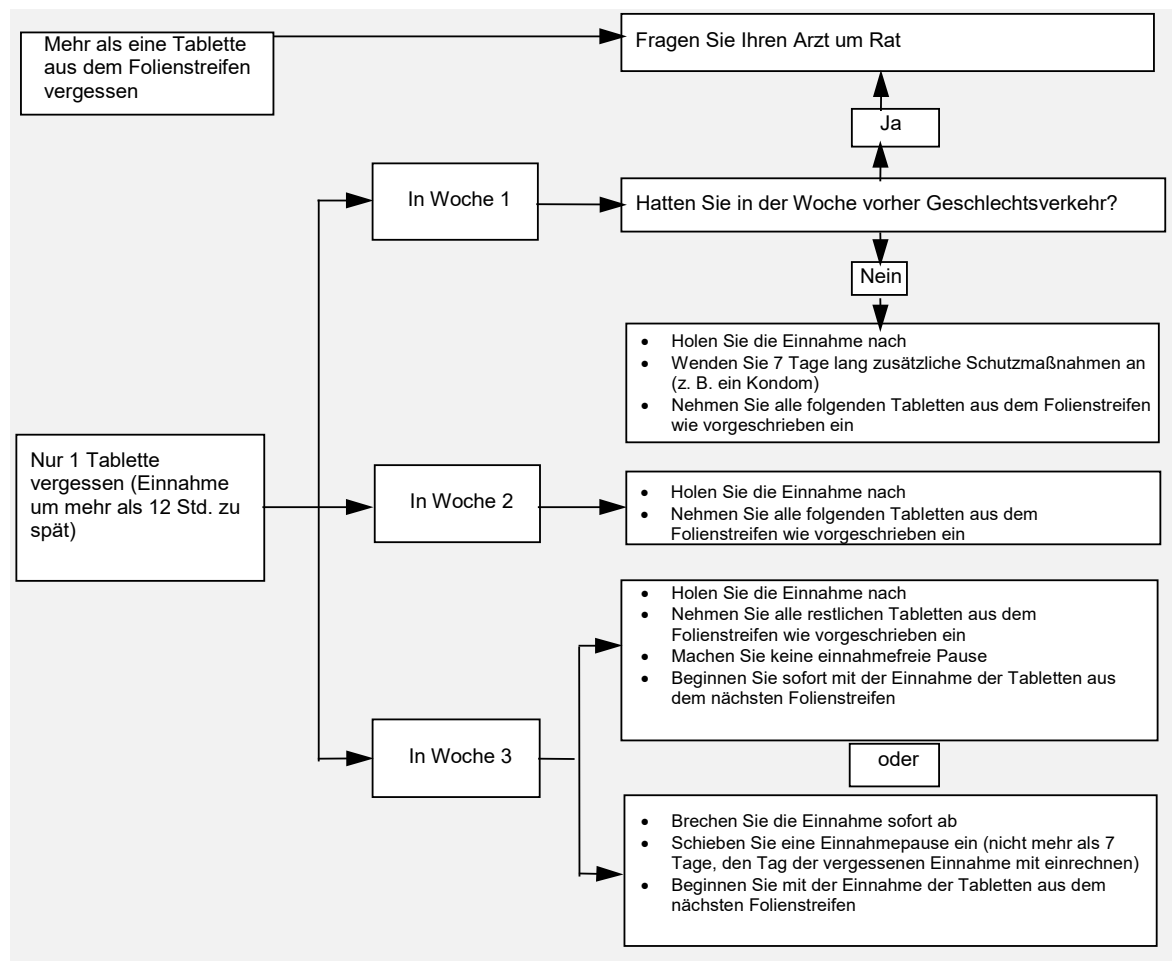 Mehr als eine Tablette
aus dem Folienstreifen
vergessen
Fragen Sie Ihren Arzt um Rat
Ja
In Woche 1
Hatten Sie in der Woche vorher Geschlechtsverkehr?
Nein
• Holen Sie die Einnahme nach
• Wenden Sie 7 Tage lang zusätzliche Schutzmaßnahmen an
(z. B. ein Kondom)
• Nehmen Sie alle folgenden Tabletten aus dem Folienstreifen
wie vorgeschrieben ein
Nur 1 Tablette
vergessen (Einnahme
um mehr als 12 Std. zu
spät)
In Woche 2
• Holen Sie die Einnahme nach
• Nehmen Sie alle folgenden Tabletten aus dem
Folienstreifen wie vorgeschrieben ein
In Woche 3
• Holen Sie die Einnahme nach
• Nehmen Sie alle restlichen Tabletten aus dem
Folienstreifen wie vorgeschrieben ein
• Machen Sie keine einnahmefreie Pause
• Beginnen Sie sofort mit der Einnahme der Tabletten aus
dem nächsten Folienstreifen
oder
• Brechen Sie die Einnahme sofort ab
• Schieben Sie eine Einnahmepause ein (nicht mehr als 7
Tage, den Tag der vergessenen Einnahme mit einrechnen)
• Beginnen Sie mit der Einnahme der Tabletten aus dem
nächsten Folienstreifen